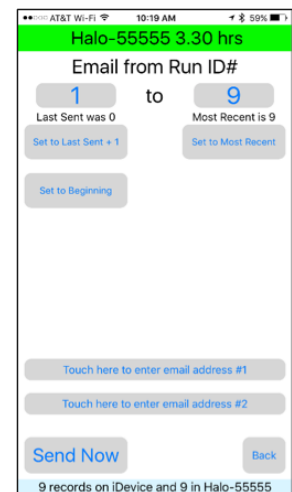 AT&T Wi-Fi 10:19 AM 59%
Halo-55555 3.30 hrs
Email from Run ID#
1 to 9
Last Sent was 0 Most Recent is 9
Set to Last Sent + 1 Set to Most Recent
Set to Beginning
Touch here to enter email address #1
Touch here to enter email address #2
Send Now Back
9 records on iDevice and 9 in Halo-55555